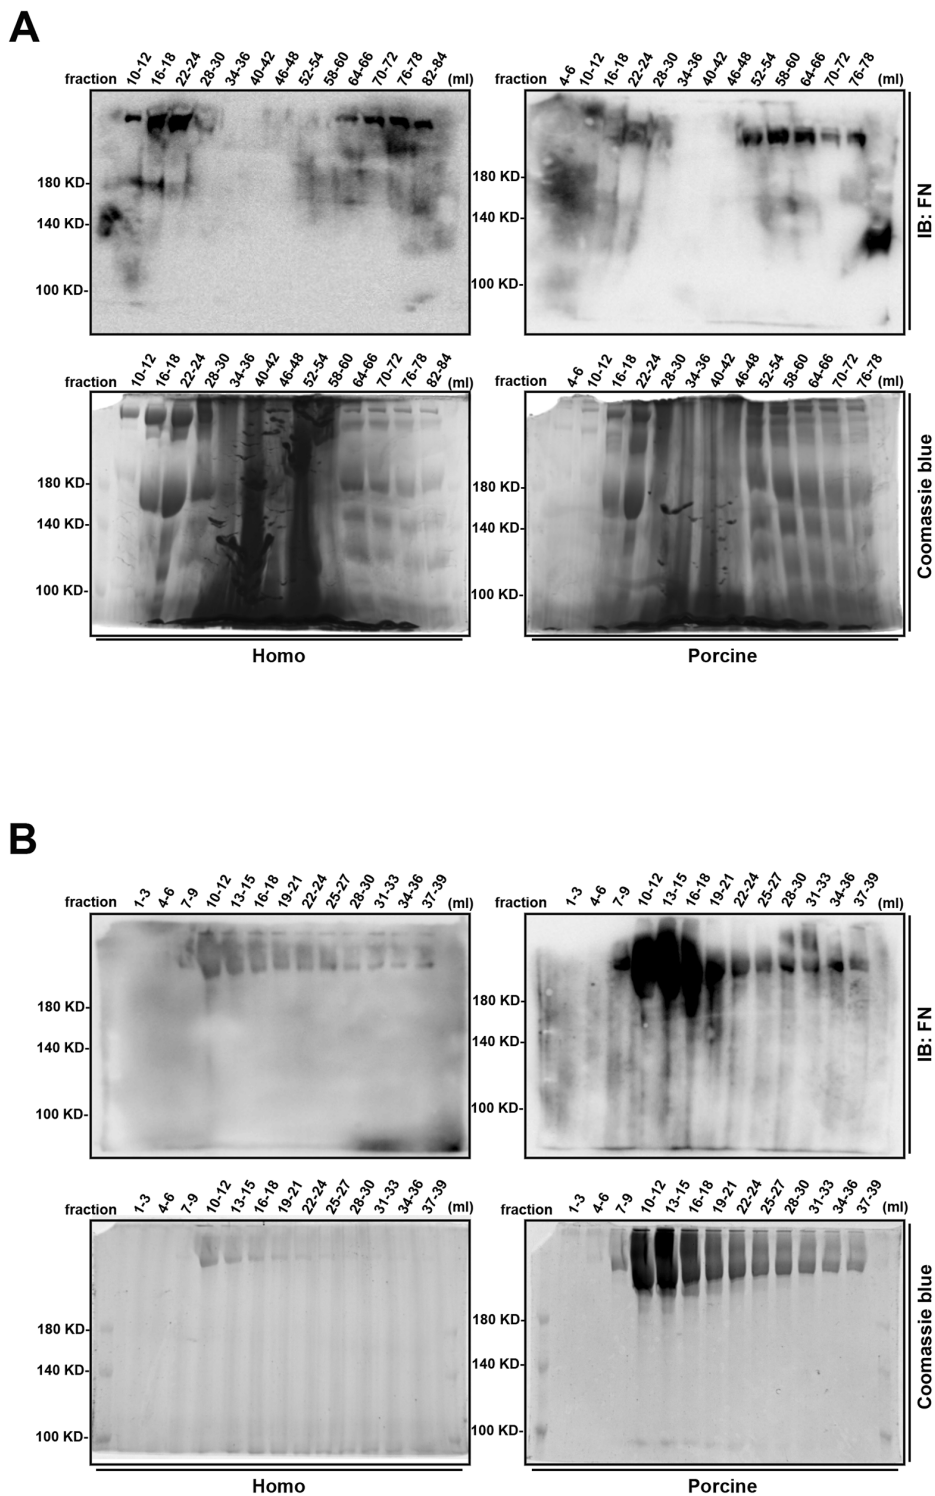 A
fraction 10-12 16-18 22-24 28-30 34-36 40-42 46-48 52-54 58-60 64-66 70-72 76-78 82-84 (ml)
180 KD-
140 KD-
100 KD-
fraction 4-6 10-12 16-18 22-24 28-30 34-36 40-42 46-48 52-54 58-60 64-66 70-72 76-78 (ml)
180 KD-
140 KD-
100 KD-
IB: FN
fraction 10-12 16-18 22-24 28-30 34-36 40-42 46-48 52-54 58-60 64-66 70-72 76-78 82-84 (ml)
180 KD-
140 KD-
100 KD-
Homo
fraction 4-6 10-12 16-18 22-24 28-30 34-36 40-42 46-48 52-54 58-60 64-66 70-72 76-78 (ml)
180 KD-
140 KD-
100 KD-
Porcine
Coomassie blue
B
fraction 1-3 4-6 7-9 10-12 13-15 16-18 19-21 22-24 25-27 28-30 31-33 34-36 37-39 (ml)
180 KD-
140 KD-
100 KD-
fraction 1-3 4-6 7-9 10-12 13-15 16-18 19-21 22-24 25-27 28-30 31-33 34-36 37-39 (ml)
180 KD-
140 KD-
100 KD-
IB: FN
fraction 1-3 4-6 7-9 10-12 13-15 16-18 19-21 22-24 25-27 28-30 31-33 34-36 37-39 (ml)
180 KD-
140 KD-
100 KD-
Homo
fraction 1-3 4-6 7-9 10-12 13-15 16-18 19-21 22-24 25-27 28-30 31-33 34-36 37-39 (ml)
180 KD-
140 KD-
100 KD-
Porcine
Coomassie blue